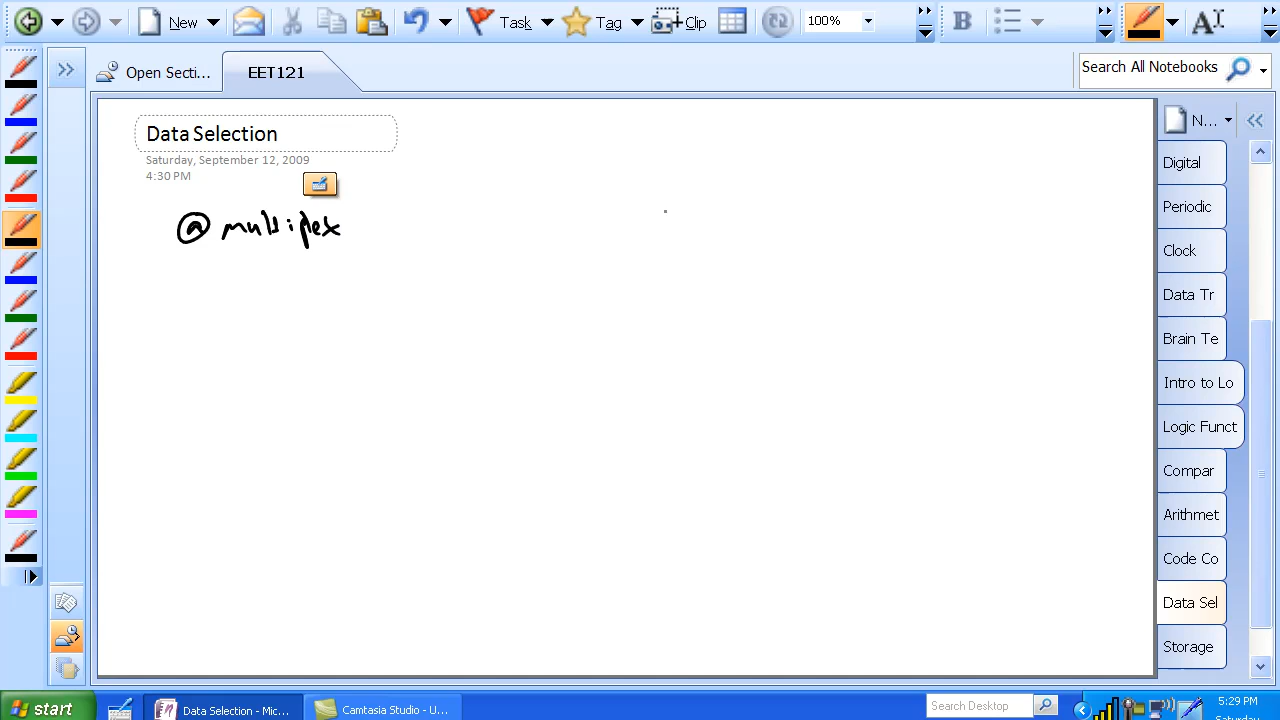 New Task Tag Clip 100% B A
Open Secti... EET121 Search All Notebooks
N...
Data Selection
Saturday, September 12, 2009
4:30 PM
@ multiplex
Digital
Periodic
Clock
Data Tr
Brain Te
Intro to Lo
Logic Funct
Compar
Arithmet
Code Co
Data Sel
Storage
start Data Selection - Mic... Camtasia Studio - U... Search Desktop 5:29 PM
Saturday